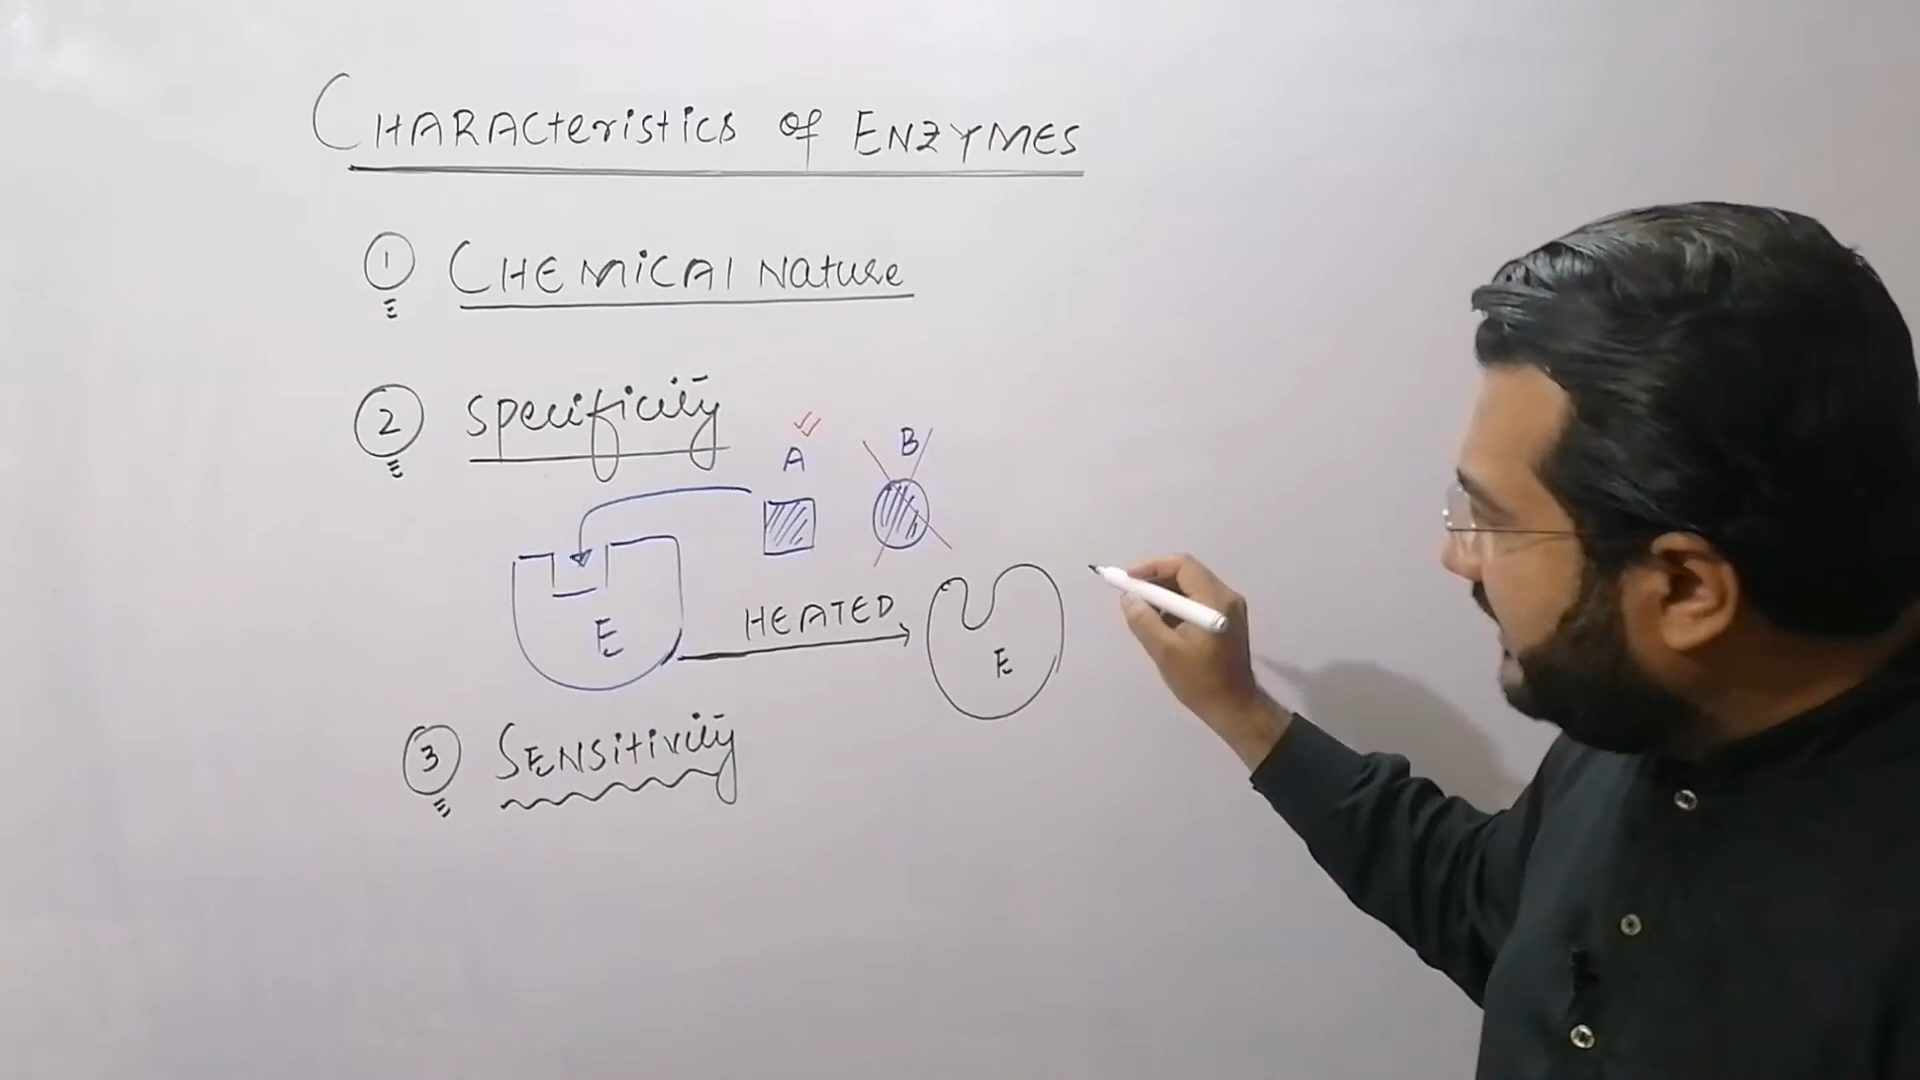 CHARACteristics of ENZYMES
1 CHEMICAl Nature
2 Specificity
A B
HEATED
E
E
3 SENSitivity